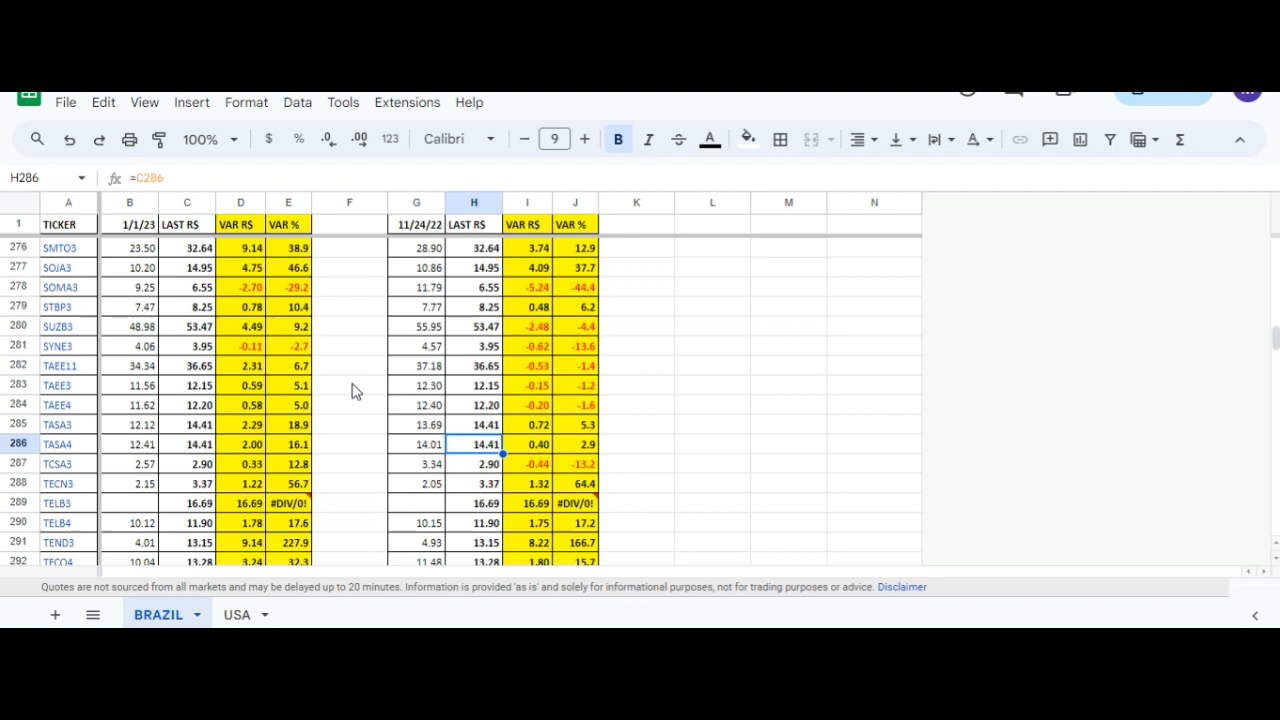 File Edit View Insert Format Data Tools Extensions Help
100% $ % .0 .00 123 Calibri 9 B I A
H286 fx =C286
A B C D E F G H I J K L M N
1 TICKER 1/1/23 LAST R$ VAR R$ VAR % 11/24/22 LAST R$ VAR R$ VAR %
276 SMTO3 23.50 32.64 9.14 38.9 28.90 32.64 3.74 12.9
277 SOJA3 10.20 14.95 4.75 46.6 10.86 14.95 4.09 37.7
278 SOMA3 9.25 6.55 -2.70 -29.2 11.79 6.55 -5.24 -44.4
279 STBP3 7.47 8.25 0.78 10.4 7.77 8.25 0.48 6.2
280 SUZB3 48.98 53.47 4.49 9.2 55.95 53.47 -2.48 -4.4
281 SYNE3 4.06 3.95 -0.11 -2.7 4.57 3.95 -0.62 -13.6
282 TAEE11 34.34 36.65 2.31 6.7 37.18 36.65 -0.53 -1.4
283 TAEE3 11.56 12.15 0.59 5.1 12.30 12.15 -0.15 -1.2
284 TAEE4 11.62 12.20 0.58 5.0 12.40 12.20 -0.20 -1.6
285 TASA3 12.12 14.41 2.29 18.9 13.69 14.41 0.72 5.3
286 TASA4 12.41 14.41 2.00 16.1 14.01 14.41 0.40 2.9
287 TCSA3 2.57 2.90 0.33 12.8 3.34 2.90 -0.44 -13.2
288 TECN3 2.15 3.37 1.22 56.7 2.05 3.37 1.32 64.4
289 TELB3 16.69 16.69 #DIV/0! 16.69 16.69 #DIV/0!
290 TELB4 10.12 11.90 1.78 17.6 10.15 11.90 1.75 17.2
291 TEND3 4.01 13.15 9.14 227.9 4.93 13.15 8.22 166.7
292 10.04 13.28 3.24 32.3 11.48 13.28 1.80 15.7
Quotes are not sourced from all markets and may be delayed up to 20 minutes. Information is provided 'as is' and solely for informational purposes, not for trading purposes or advice. Disclaimer
BRAZIL USA